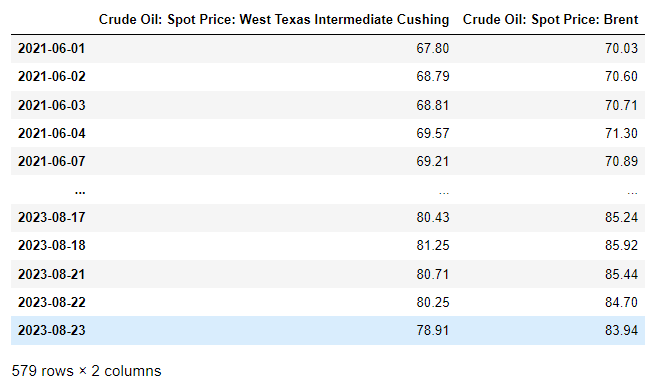 Crude Oil: Spot Price: West Texas Intermediate Cushing Crude Oil: Spot Price: Brent
2021-06-01 67.80 70.03
2021-06-02 68.79 70.60
2021-06-03 68.81 70.71
2021-06-04 69.57 71.30
2021-06-07 69.21 70.89
... ... ...
2023-08-17 80.43 85.24
2023-08-18 81.25 85.92
2023-08-21 80.71 85.44
2023-08-22 80.25 84.70
2023-08-23 78.91 83.94
579 rows × 2 columns